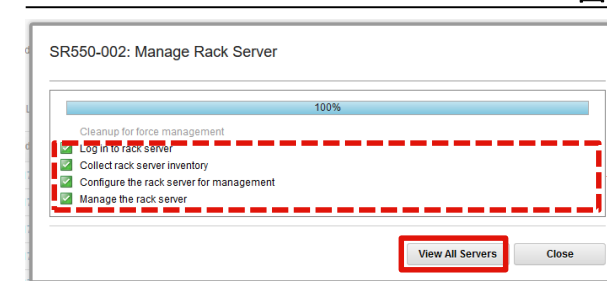 SR550-002: Manage Rack Server
100%
Cleanup for force management
Log in to rack server
Collect rack server inventory
Configure the rack server for management
Manage the rack server
View All Servers Close